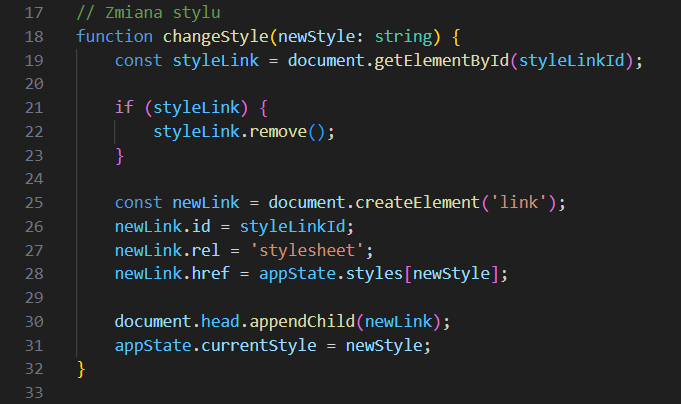 17 // Zmiana stylu
18 function changeStyle(newStyle: string) {
19     const styleLink = document.getElementById(styleLinkId);
20
21     if (styleLink) {
22         styleLink.remove();
23     }
24
25     const newLink = document.createElement('link');
26     newLink.id = styleLinkId;
27     newLink.rel = 'stylesheet';
28     newLink.href = appState.styles[newStyle];
29
30     document.head.appendChild(newLink);
31     appState.currentStyle = newStyle;
32 }
33